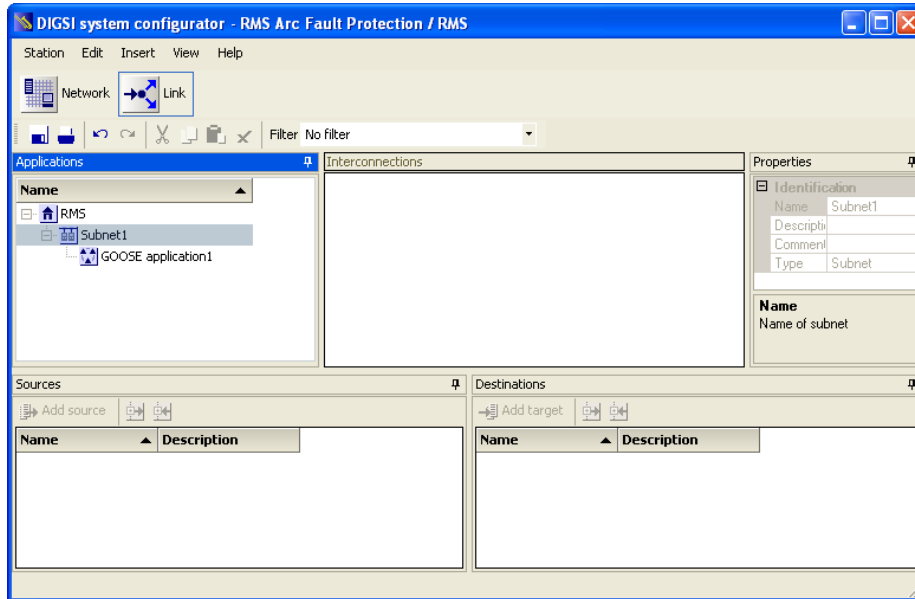 DIGSI system configurator - RMS Arc Fault Protection / RMS
Station Edit Insert View Help
Network Link
Filter No filter
Applications
Name
RMS
Subnet1
GOOSE application1
Interconnections
Properties
Identification
Name Subnet1
Descripti
Comment
Type Subnet
Name
Name of subnet
Sources
Add source
Name Description
Destinations
Add target
Name Description